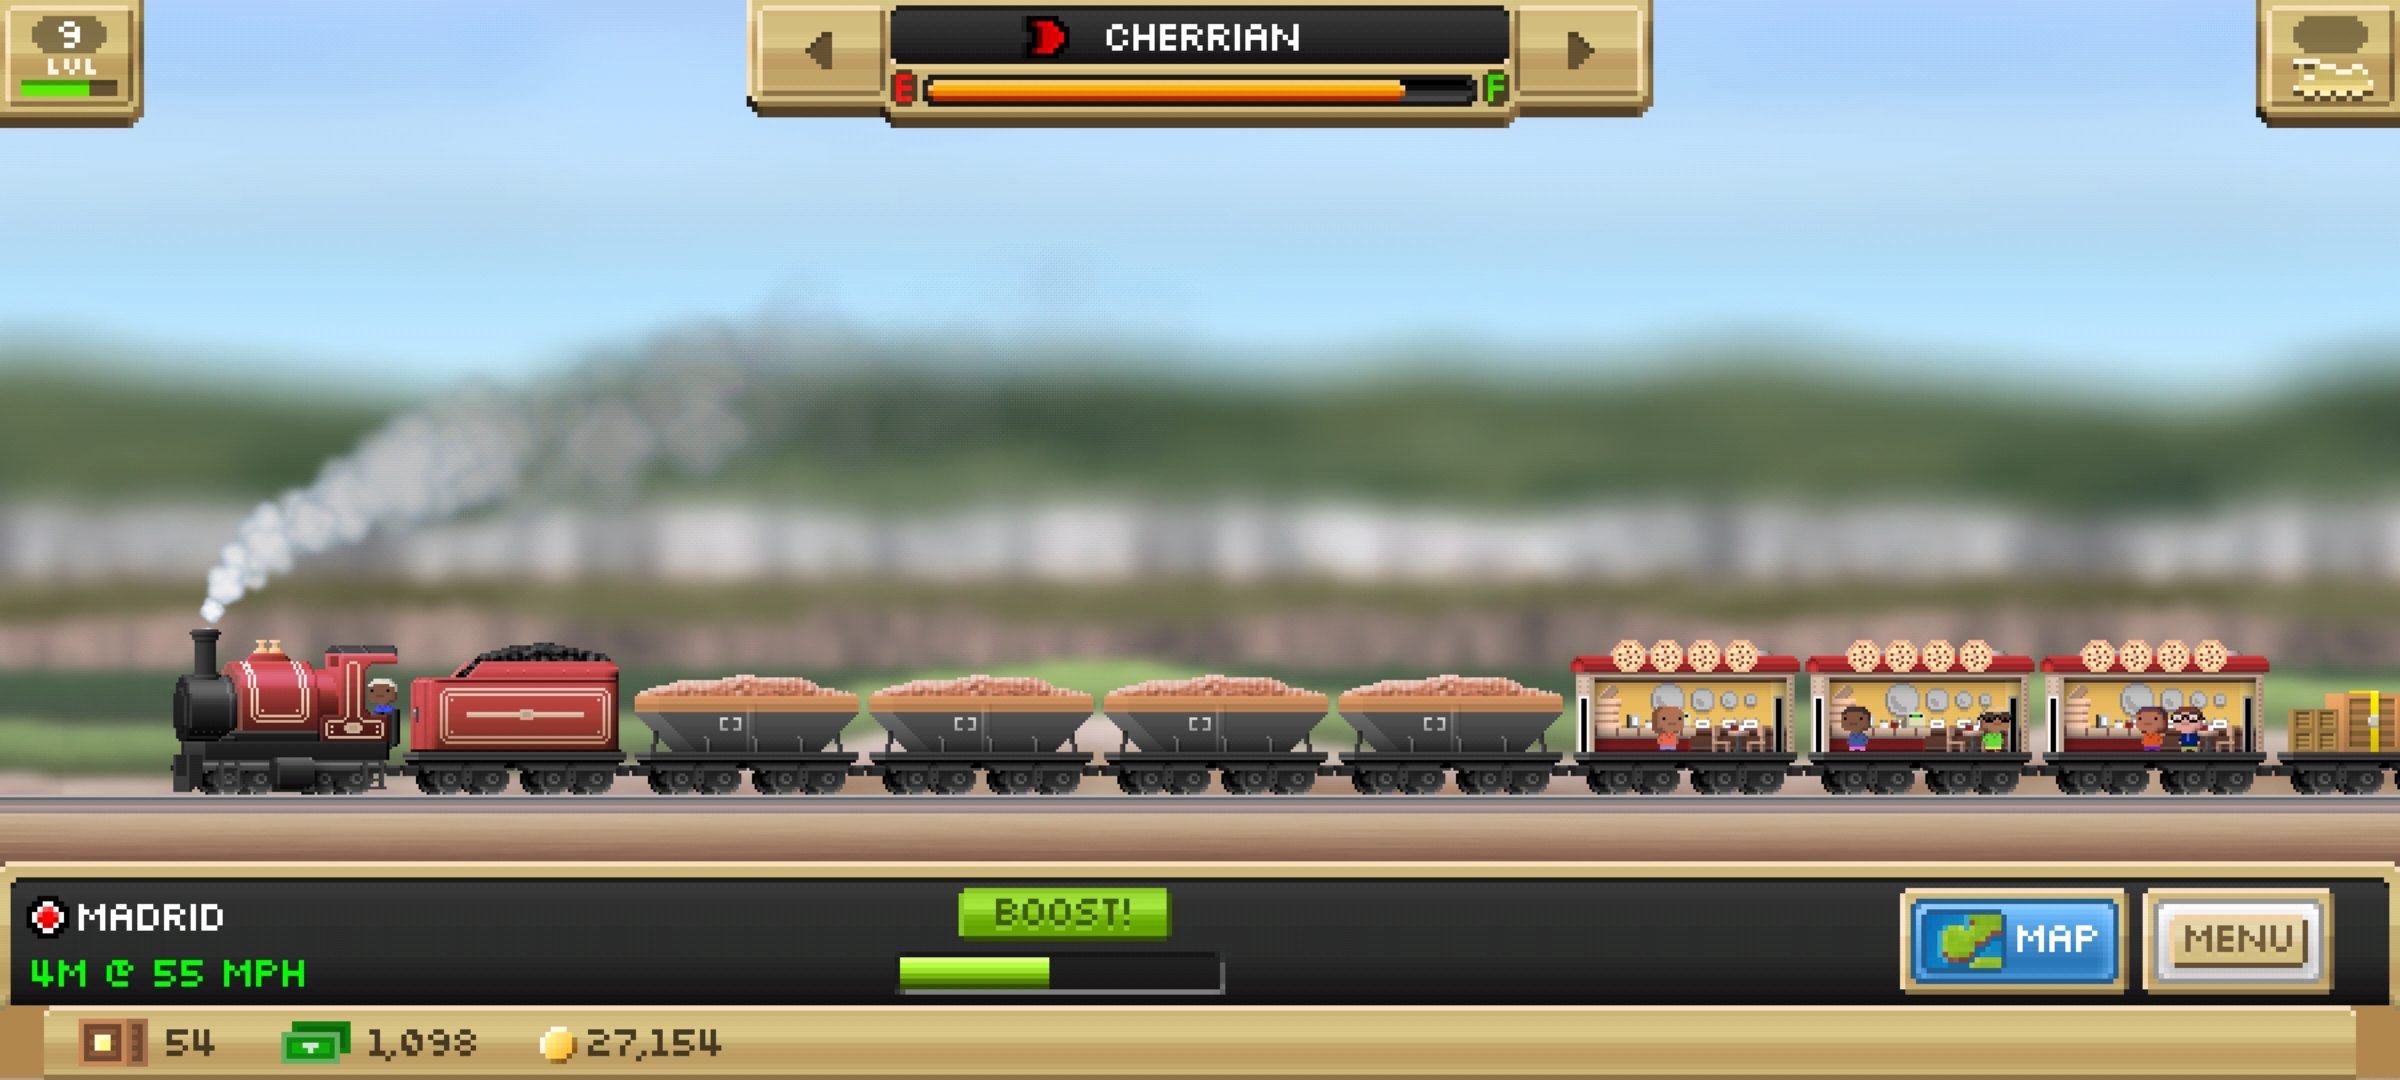 9
LVL
CHERRIAN
E F
MADRID
4M @ 55 MPH
BOOST!
MAP
MENU
54 1,098 27,154